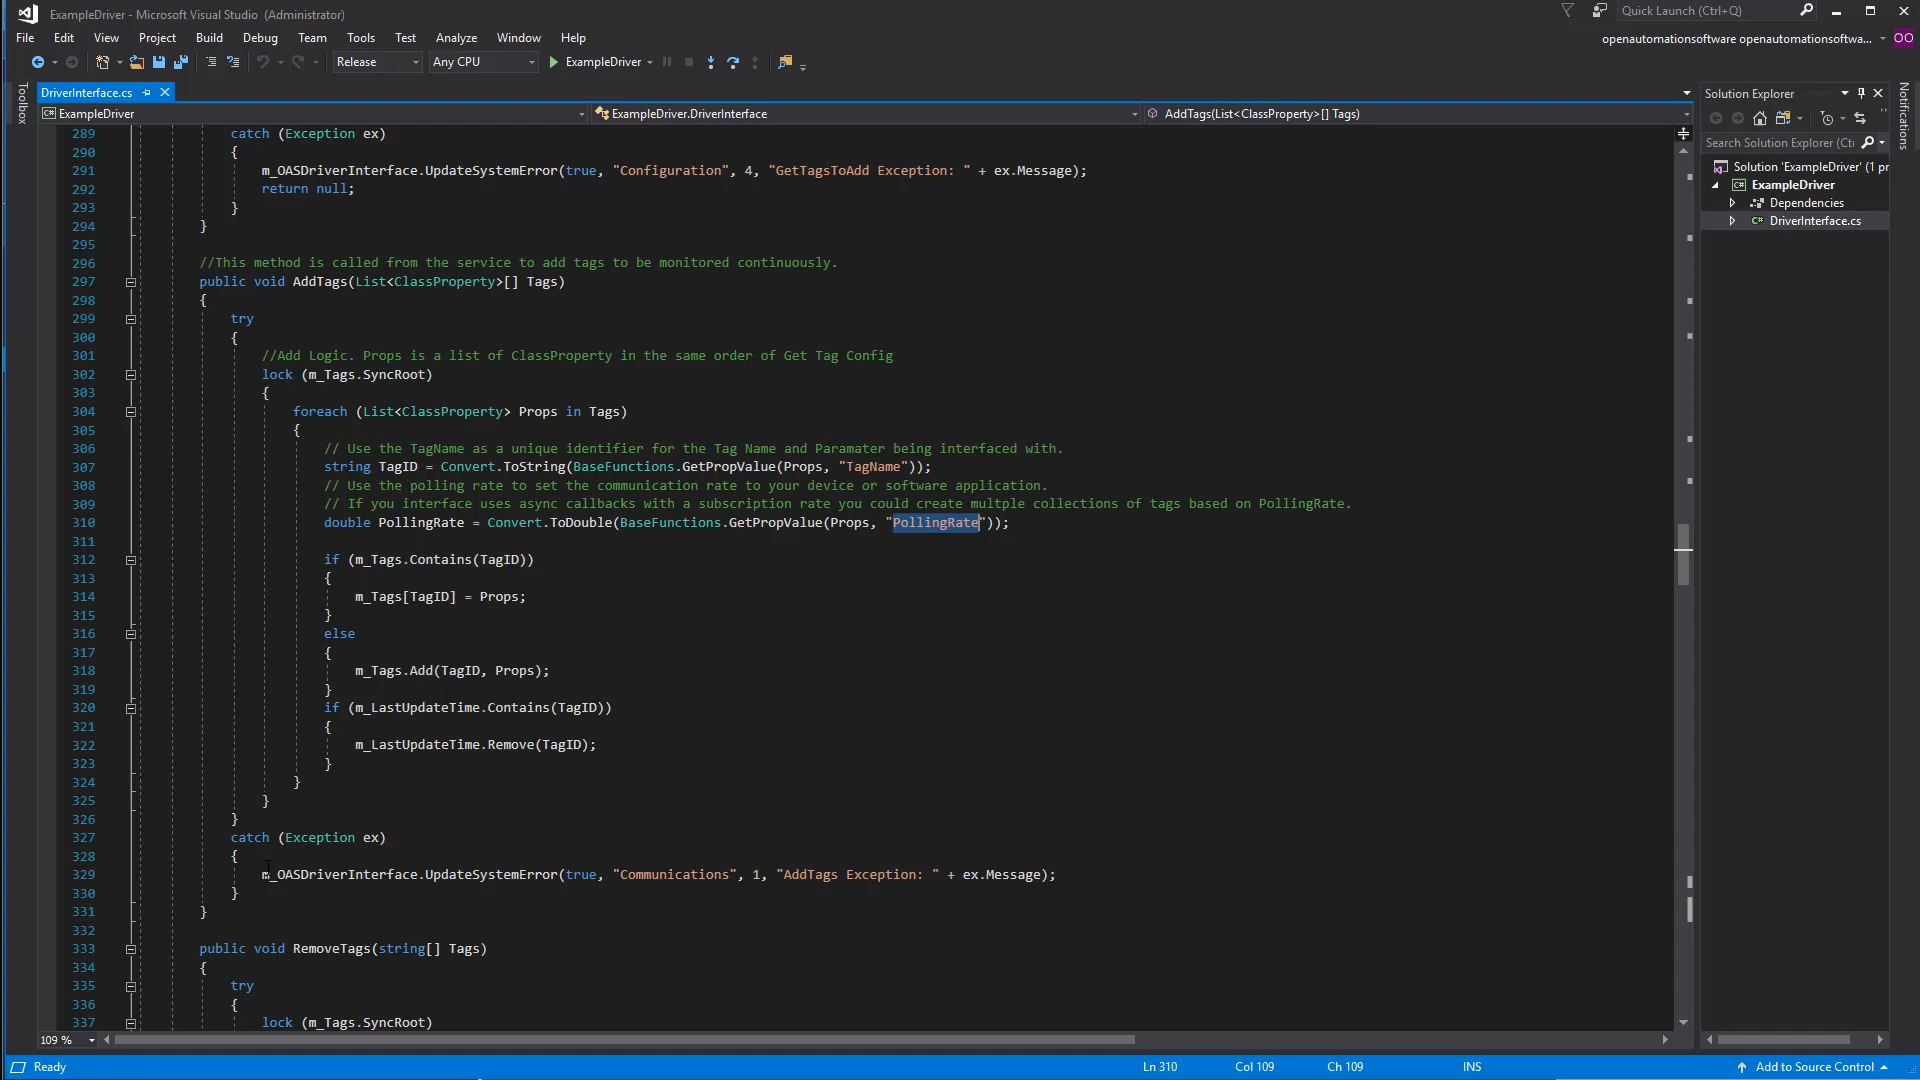 ExampleDriver - Microsoft Visual Studio (Administrator)
Quick Launch (Ctrl+Q)
File Edit View Project Build Debug Team Tools Test Analyze Window Help
openautomationsoftware openautomationsoftwa... OO
Release Any CPU ExampleDriver
Toolbox
DriverInterface.cs
Solution Explorer
Notifications
ExampleDriver ExampleDriver.DriverInterface AddTags(List<ClassProperty>[] Tags)
Search Solution Explorer (Ctrl
Solution 'ExampleDriver' (1 pr
ExampleDriver
Dependencies
DriverInterface.cs
289 catch (Exception ex)
290 {
291 m_OASDriverInterface.UpdateSystemError(true, "Configuration", 4, "GetTagsToAdd Exception: " + ex.Message);
292 return null;
293 }
294 }
295
296 //This method is called from the service to add tags to be monitored continuously.
297 public void AddTags(List<ClassProperty>[] Tags)
298 {
299 try
300 {
301 //Add Logic. Props is a list of ClassProperty in the same order of Get Tag Config
302 lock (m_Tags.SyncRoot)
303 {
304 foreach (List<ClassProperty> Props in Tags)
305 {
306 // Use the TagName as a unique identifier for the Tag Name and Paramater being interfaced with.
307 string TagID = Convert.ToString(BaseFunctions.GetPropValue(Props, "TagName"));
308 // Use the polling rate to set the communication rate to your device or software application.
309 // If you interface uses async callbacks with a subscription rate you could create multple collections of tags based on PollingRate.
310 double PollingRate = Convert.ToDouble(BaseFunctions.GetPropValue(Props, "PollingRate"));
311
312 if (m_Tags.Contains(TagID))
313 {
314 m_Tags[TagID] = Props;
315 }
316 else
317 {
318 m_Tags.Add(TagID, Props);
319 }
320 if (m_LastUpdateTime.Contains(TagID))
321 {
322 m_LastUpdateTime.Remove(TagID);
323 }
324 }
325 }
326 }
327 catch (Exception ex)
328 {
329 m_OASDriverInterface.UpdateSystemError(true, "Communications", 1, "AddTags Exception: " + ex.Message);
330 }
331 }
332
333 public void RemoveTags(string[] Tags)
334 {
335 try
336 {
337 lock (m_Tags.SyncRoot)
109 %
Ready Ln 310 Col 109 Ch 109 INS Add to Source Control